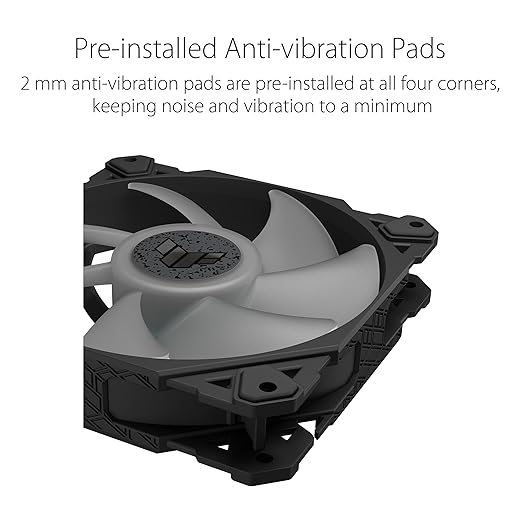 Pre-installed Anti-vibration Pads
2 mm anti-vibration pads are pre-installed at all four corners,
keeping noise and vibration to a minimum